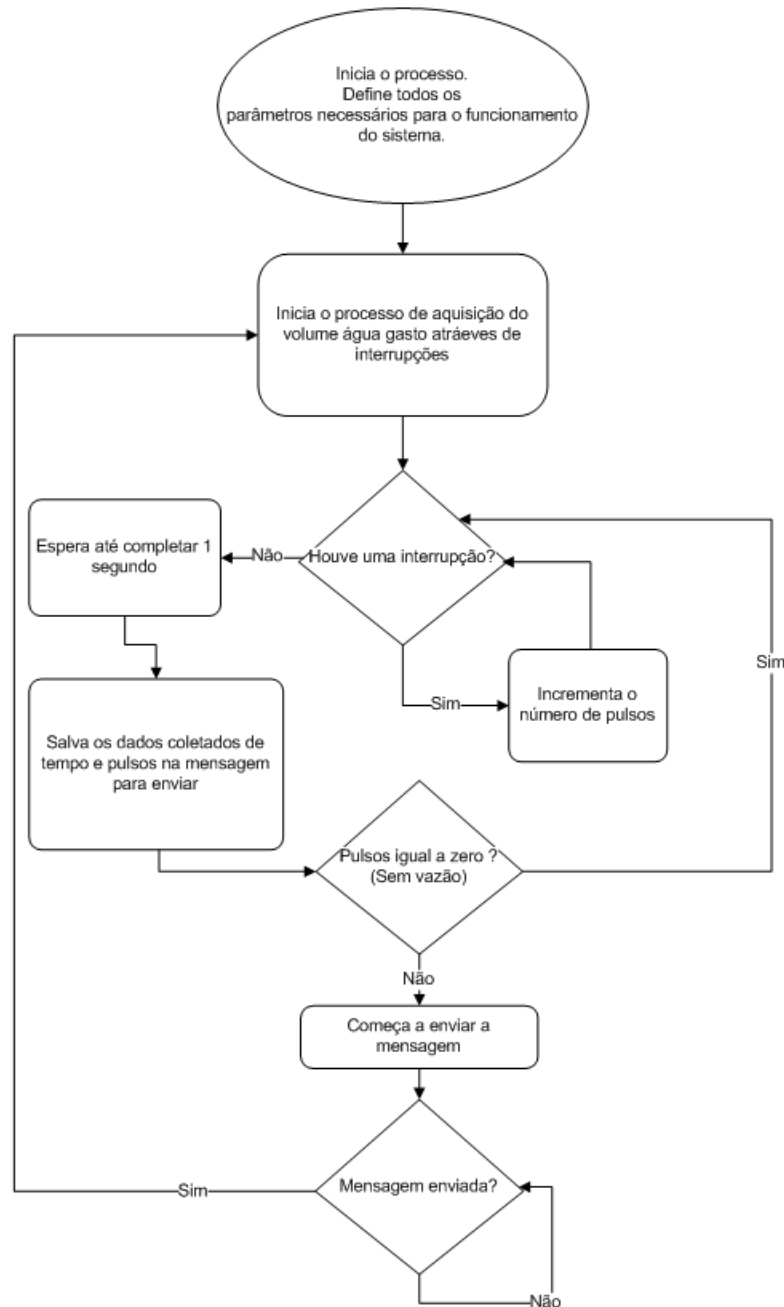 Inicia o processo.
Define todos os
parâmetros necessários para o funcionamento
do sistema.
Inicia o processo de aquisição do
volume água gasto atráeves de
interrupções
Houve uma interrupção?
Não
Espera até completar 1
segundo
Sim
Incrementa o
número de pulsos
Sim
Salva os dados coletados de
tempo e pulsos na mensagem
para enviar
Pulsos igual a zero ?
(Sem vazão)
Não
Começa a enviar a
mensagem
Mensagem enviada?
Sim
Não